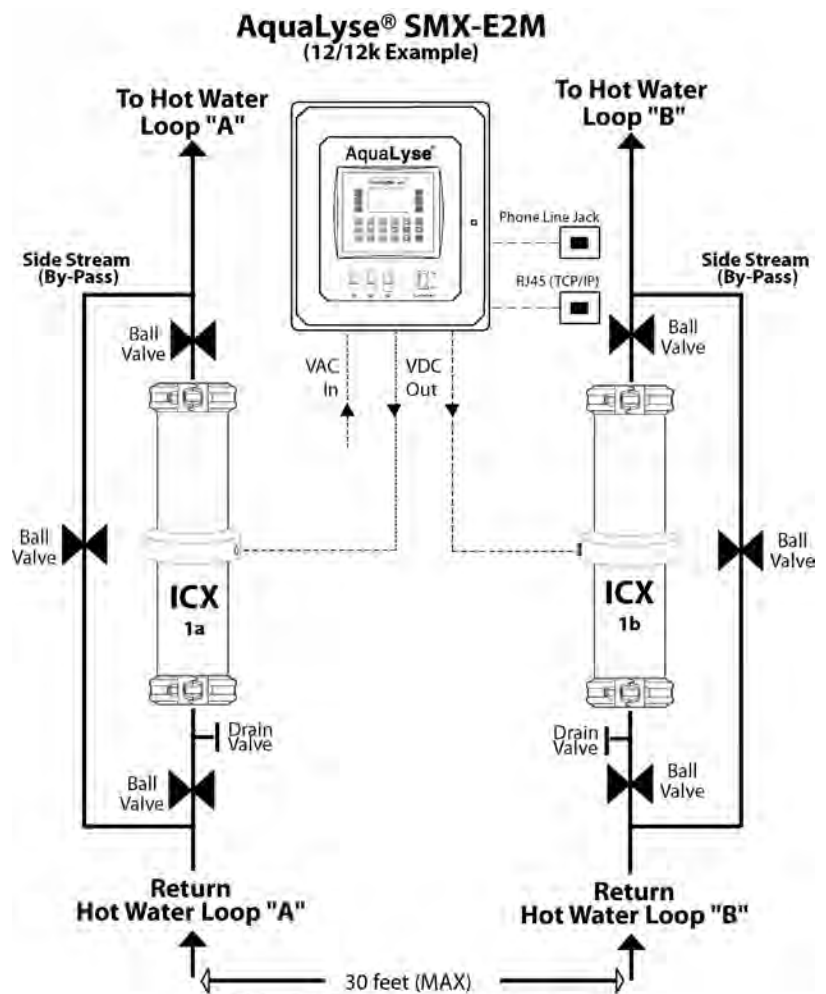 AquaLyse® SMX-E2M
(12/12k Example)
To Hot Water
Loop "A"
To Hot Water
Loop "B"
AquaLyse®
Phone Line Jack
RJ45 (TCP/IP)
Side Stream
(By-Pass)
Side Stream
(By-Pass)
Ball
Valve
Ball
Valve
VAC
In
VDC
Out
Ball
Valve
Ball
Valve
ICX
1a
ICX
1b
Drain
Valve
Drain
Valve
Ball
Valve
Ball
Valve
Return
Hot Water Loop "A"
Return
Hot Water Loop "B"
30 feet (MAX)